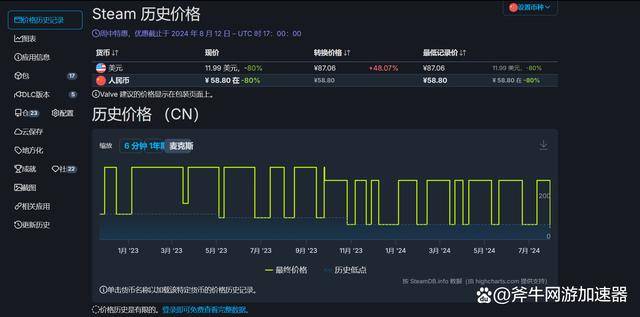 价格历史记录
图表
应用信息
包 17
DLC版本 5
仓 23 配置
云保存
地方化
成就 社 22
截图
相关应用
更新历史
设置币种
Steam 历史价格
周中特惠，优惠截止于 2024 年 8 月 12 日 – UTC 时 17：00：00
货币 现价 转换价格 最低记录价
美元 11.99 美元，-80% ¥87.06 +48.07% ¥87.06 11.99 美元，-80%
人民币 ¥ 58.80 在 -80% ¥58.80 ¥58.80 ¥ 58.80 在 -80%
Valve 建议的价格显示在包装页面上。
历史价格 （CN）
缩放 6 分钟 1年 麦克斯
200
0
1月 '23 3月 '23 5月 '23 7月 '23 9月 '23 11月 '23 1月 '24 3月 '24 5月 '24 7月 '24
最终价格 历史低点
按 SteamDB.info 数据 (由 highcharts.com 提供支持)
单击货币名称以加载该特定货币的价格历史记录。
价格历史是有限的。登录即可免费查看完整数据。
斧牛网游加速器